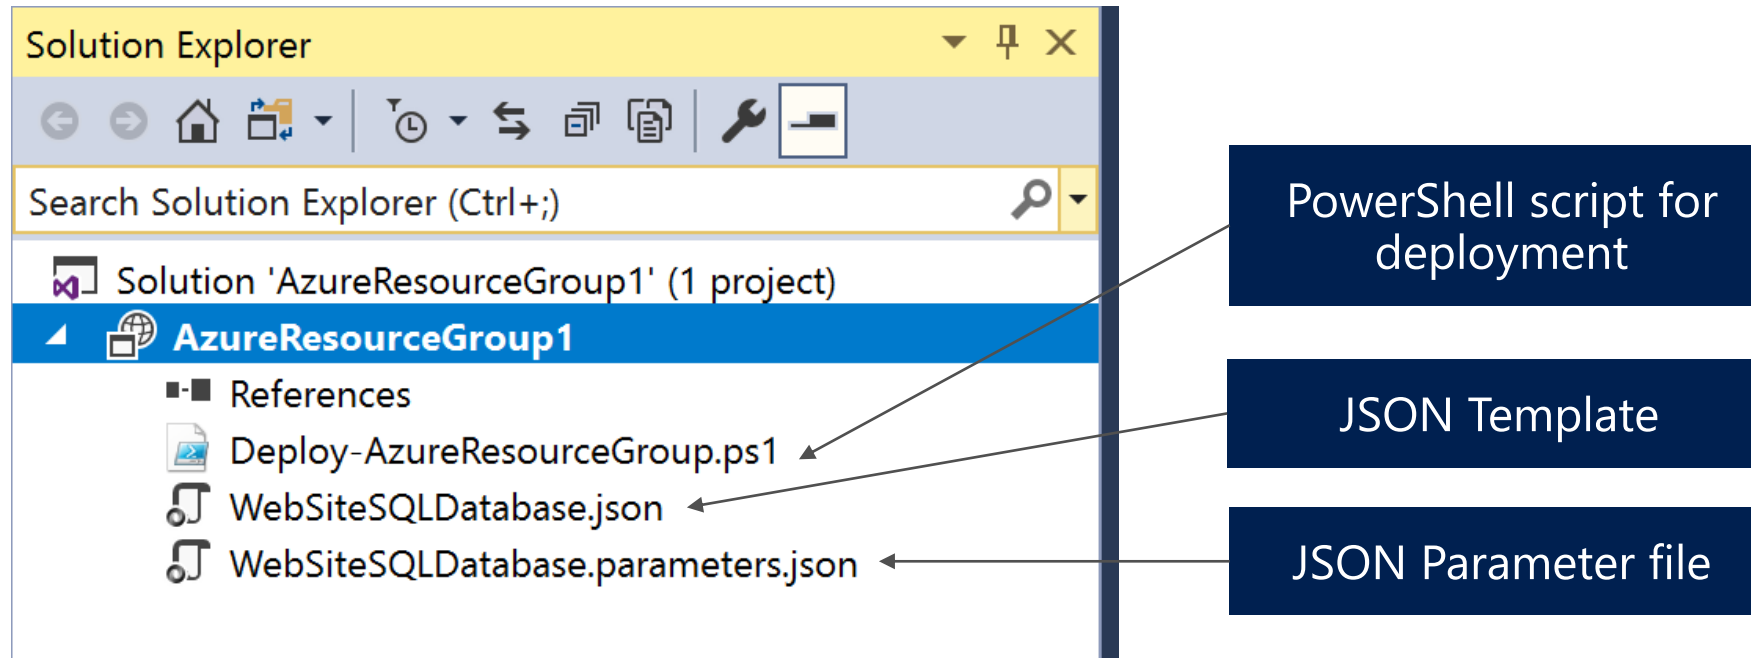 Solution Explorer
Search Solution Explorer (Ctrl+;)
Solution 'AzureResourceGroup1' (1 project)
AzureResourceGroup1
References
Deploy-AzureResourceGroup.ps1
WebSiteSQLDatabase.json
WebSiteSQLDatabase.parameters.json
PowerShell script for
deployment
JSON Template
JSON Parameter file